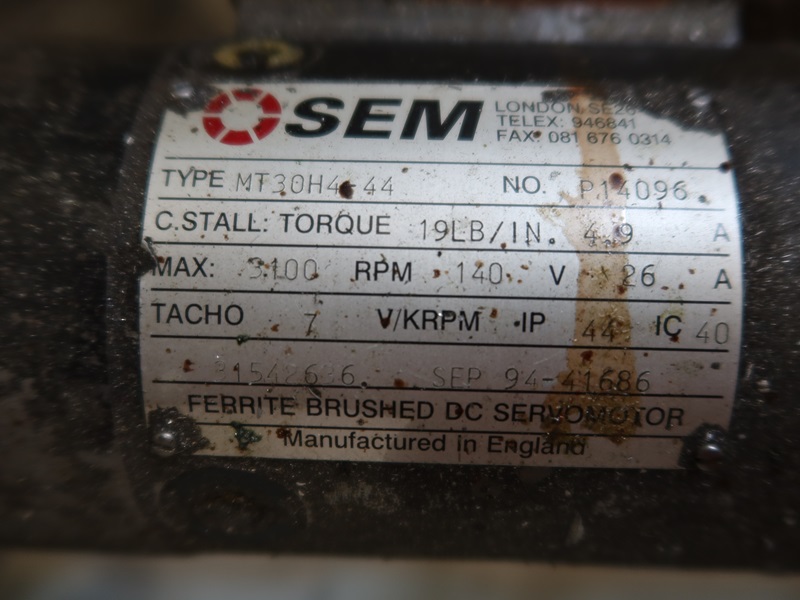 SEM
LONDON SE26
TELEX: 946841
FAX: 081 676 0314
TYPE MT30H4-44 NO. P14096
C.STALL: TORQUE 19LB/IN. 4.9 A
MAX: 3100 RPM 140 V 26 A
TACHO 7 V/KRPM IP 44 IC 40
SEP 94-41686
FERRITE BRUSHED DC SERVOMOTOR
Manufactured in England